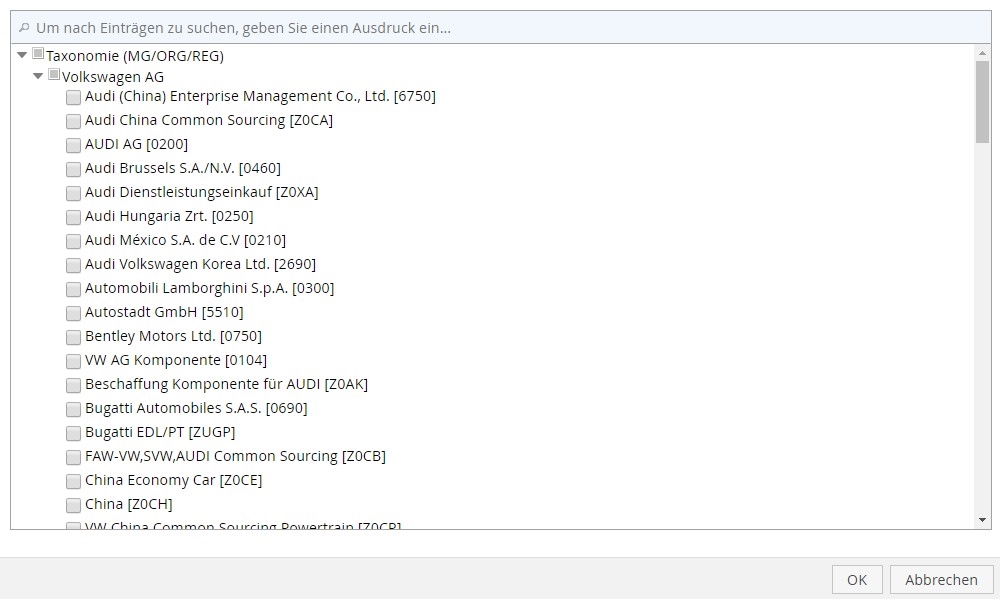 Um nach Einträgen zu suchen, geben Sie einen Ausdruck ein...
Taxonomie (MG/ORG/REG)
Volkswagen AG
Audi (China) Enterprise Management Co., Ltd. [6750]
Audi China Common Sourcing [Z0CA]
AUDI AG [0200]
Audi Brussels S.A./N.V. [0460]
Audi Dienstleistungseinkauf [Z0XA]
Audi Hungaria Zrt. [0250]
Audi México S.A. de C.V [0210]
Audi Volkswagen Korea Ltd. [2690]
Automobili Lamborghini S.p.A. [0300]
Autostadt GmbH [5510]
Bentley Motors Ltd. [0750]
VW AG Komponente [0104]
Beschaffung Komponente für AUDI [Z0AK]
Bugatti Automobiles S.A.S. [0690]
Bugatti EDL/PT [ZUGP]
FAW-VW,SVW,AUDI Common Sourcing [Z0CB]
China Economy Car [Z0CE]
China [Z0CH]
VW China Common Sourcing Powertrain [Z0CP]
OK
Abbrechen